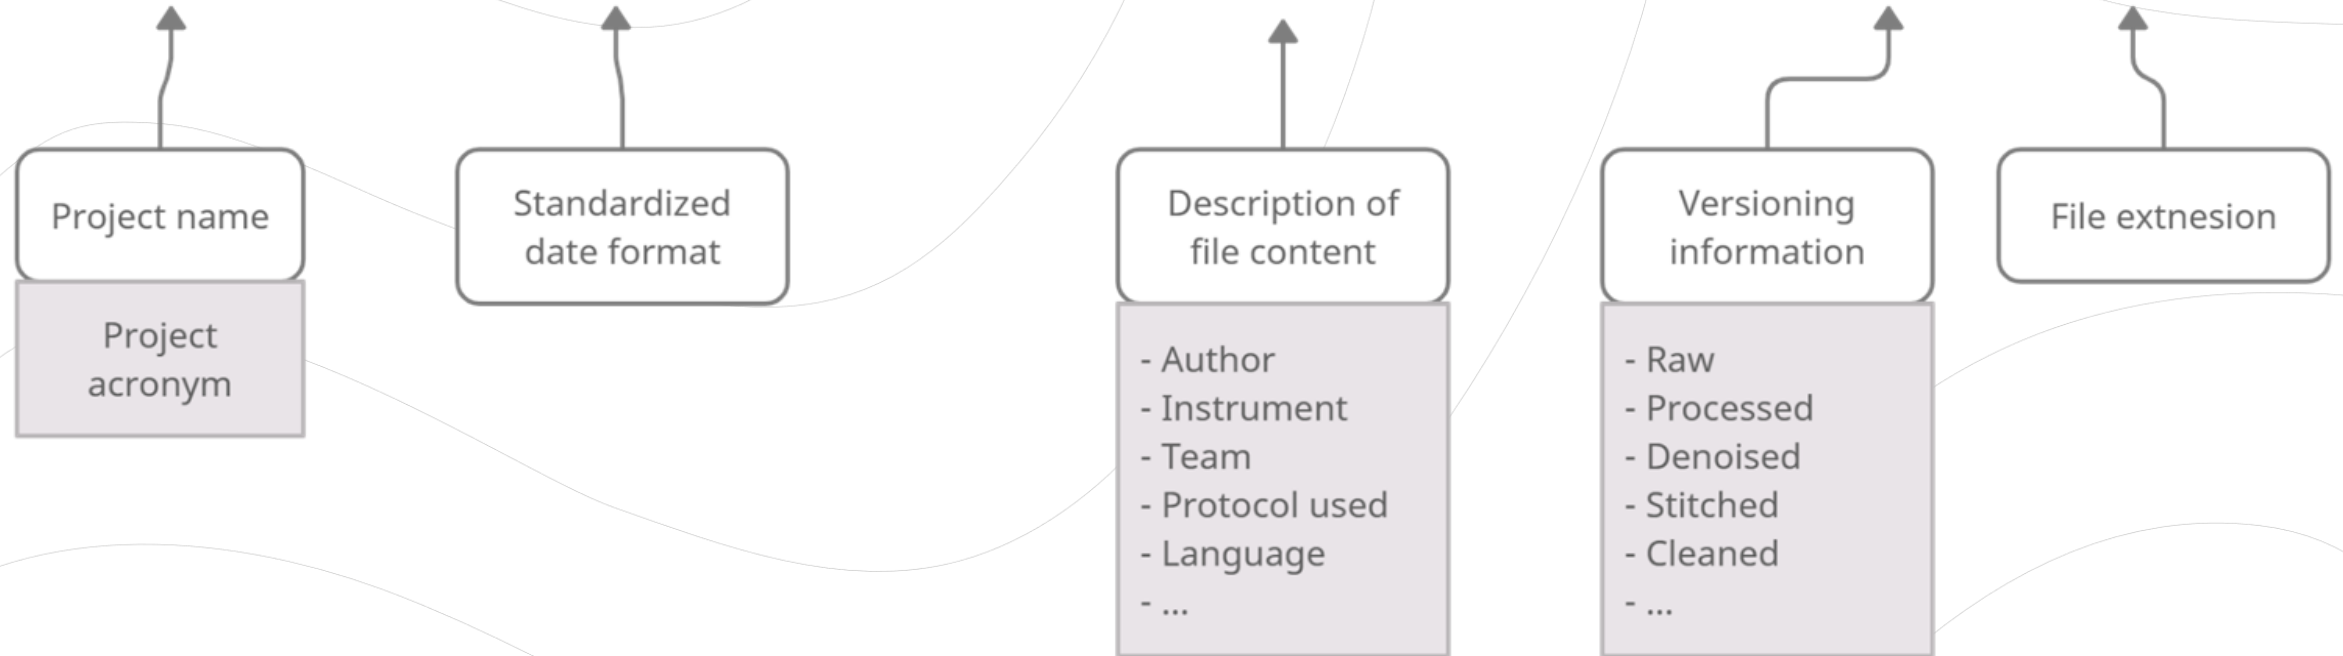 Project name
Project
acronym
Standardized
date format
Description of
file content
- Author
- Instrument
- Team
- Protocol used
- Language
- ...
Versioning
information
- Raw
- Processed
- Denoised
- Stitched
- Cleaned
- ...
File extnesion